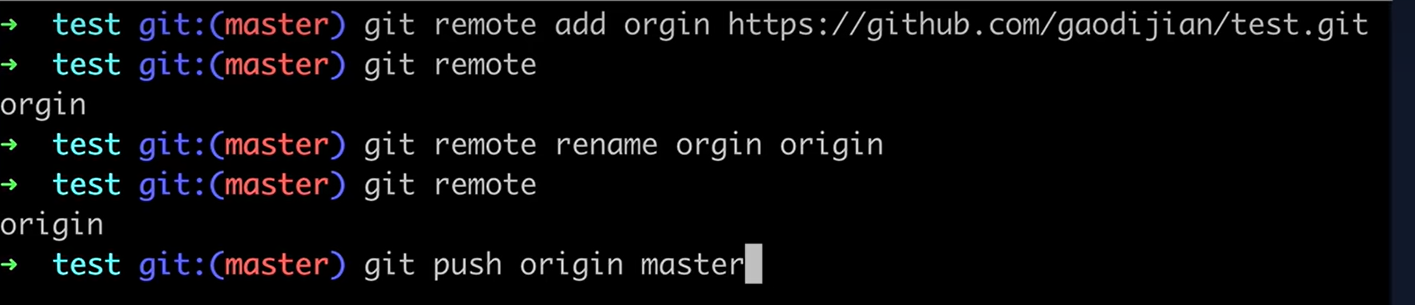 ➜ test git:(master) git remote add orgin https://github.com/gaodijian/test.git
➜ test git:(master) git remote
orgin
➜ test git:(master) git remote rename orgin origin
➜ test git:(master) git remote
origin
➜ test git:(master) git push origin master